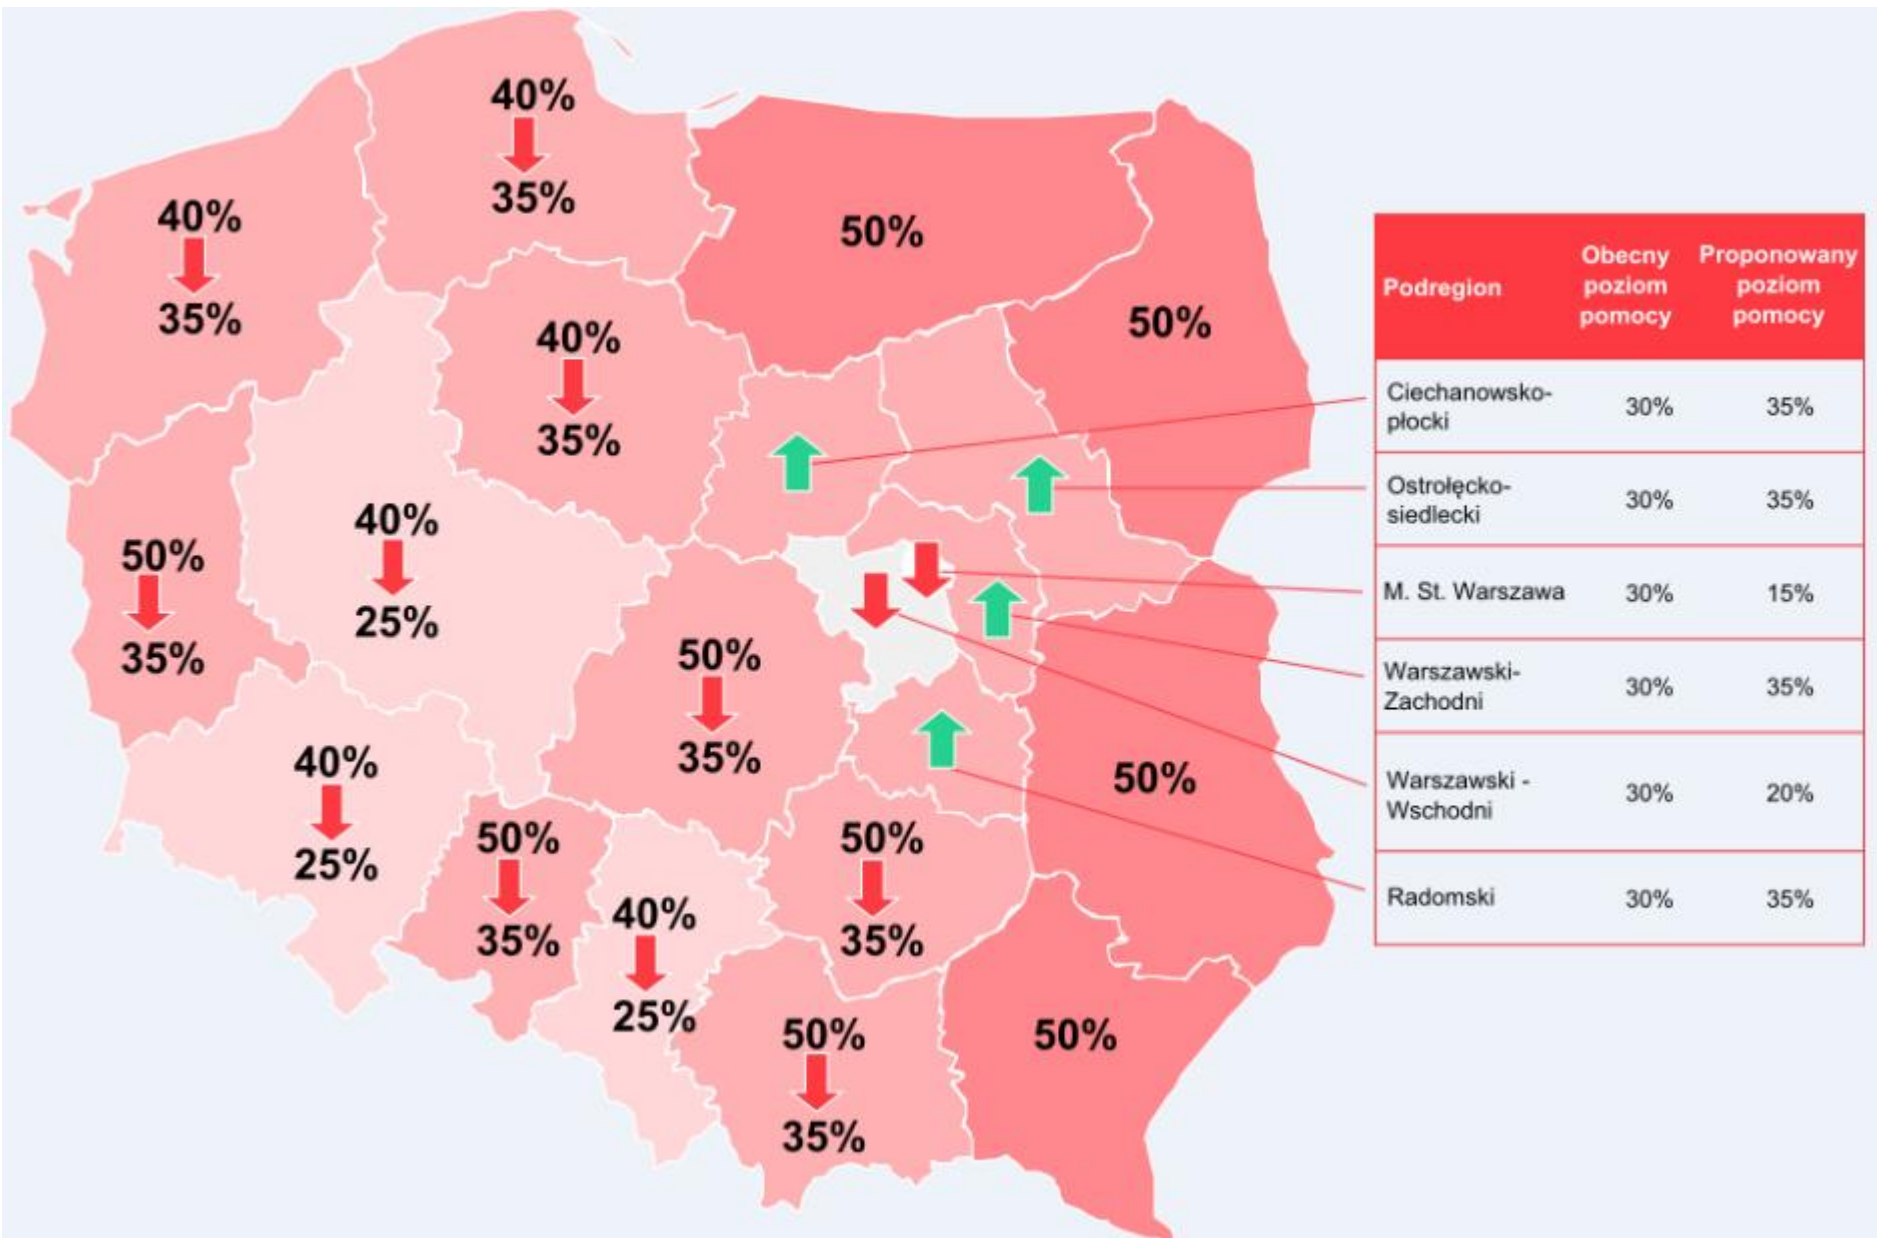 40%
35%
40%
35%
50%
50%
40%
35%
40%
25%
50%
35%
50%
35%
40%
25%
50%
35%
50%
35%
50%
40%
25%
50%
35%
50%
Podregion
Obecny
poziom
pomocy
Proponowany
poziom
pomocy
Ciechanowsko-
płocki
30%
35%
Ostrołęcko-
siedlecki
30%
35%
M. St. Warszawa
30%
15%
Warszawski-
Zachodni
30%
35%
Warszawski -
Wschodni
30%
20%
Radomski
30%
35%